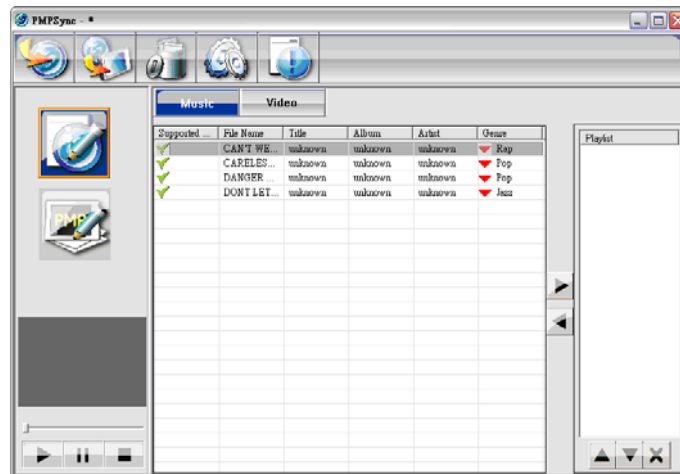 PMPSync - *
Music Video
Supported ... File Name Title Album Artist Genre
CAN'T WE... unknown unknown unknown Rap
CARELES... unknown unknown unknown Pop
DANGER ... unknown unknown unknown Pop
DONT LET... unknown unknown unknown Jazz
Playlist
PMP